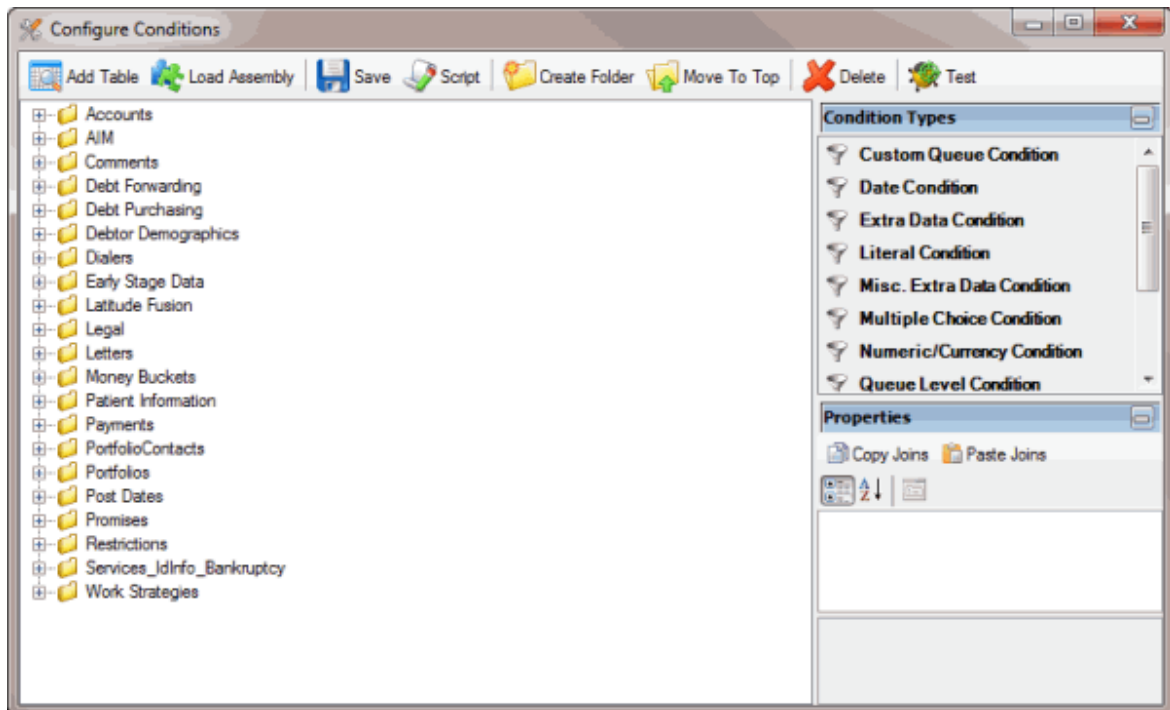 Configure Conditions
Add Table Load Assembly Save Script Create Folder Move To Top Delete Test
Accounts
AIM
Comments
Debt Forwarding
Debt Purchasing
Debtor Demographics
Dialers
Early Stage Data
Latitude Fusion
Legal
Letters
Money Buckets
Patient Information
Payments
PortfolioContacts
Portfolios
Post Dates
Promises
Restrictions
Services_IdInfo_Bankruptcy
Work Strategies
Condition Types
Custom Queue Condition
Date Condition
Extra Data Condition
Literal Condition
Misc. Extra Data Condition
Multiple Choice Condition
Numeric/Currency Condition
Queue Level Condition
Properties
Copy Joins Paste Joins